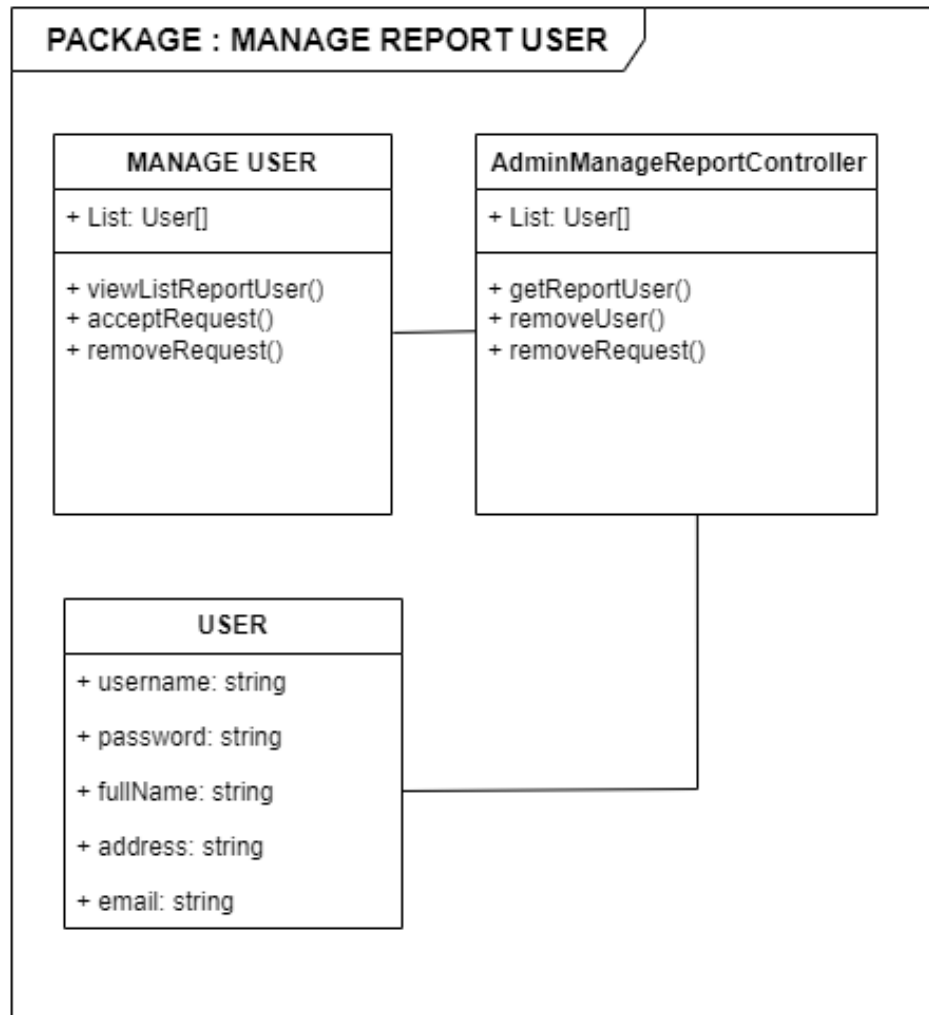 PACKAGE : MANAGE REPORT USER
MANAGE USER
+ List: User[]
+ viewListReportUser()
+ acceptRequest()
+ removeRequest()
AdminManageReportController
+ List: User[]
+ getReportUser()
+ removeUser()
+ removeRequest()
USER
+ username: string
+ password: string
+ fullName: string
+ address: string
+ email: string